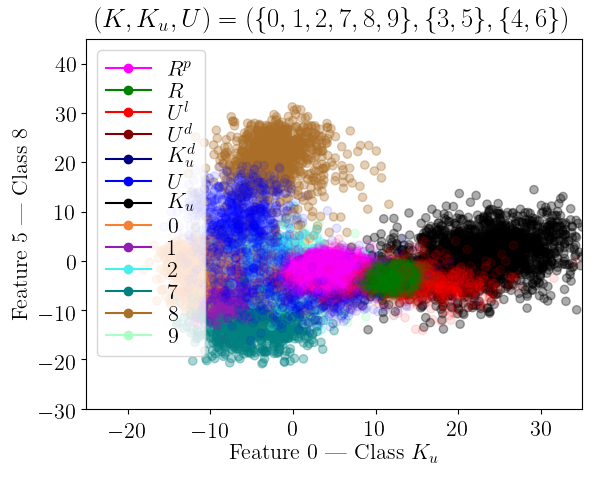 (K, K_u, U) = ({0, 1, 2, 7, 8, 9}, {3, 5}, {4, 6})
40
30
20
10
0
−10
−20
−30
Feature 5 — Class 8
R^p
R
U^l
U^d
K_u^d
U
K_u
0
1
2
7
8
9
−20 −10 0 10 20 30
Feature 0 — Class K_u